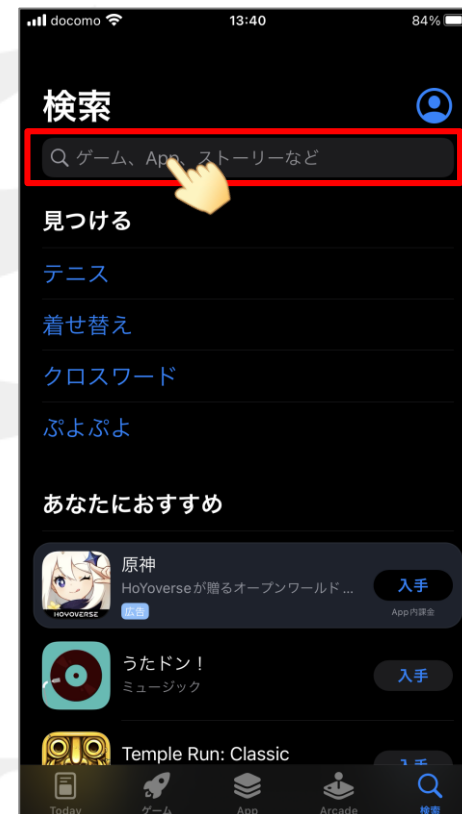 docomo 13:40 84%
検索
ゲーム、App、ストーリーなど
見つける
テニス
着せ替え
クロスワード
ぷよぷよ
あなたにおすすめ
原神
HoYoverseが贈るオープンワールド...
広告
入手
App内課金
HOYOVERSE
うたドン！
ミュージック
入手
Temple Run: Classic
入手
Today ゲーム App Arcade 検索